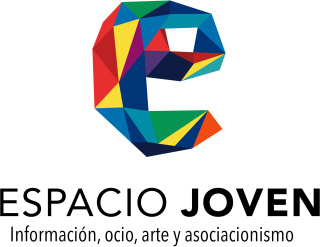 e
ESPACIO JOVEN
Información, ocio, arte y asociacionismo